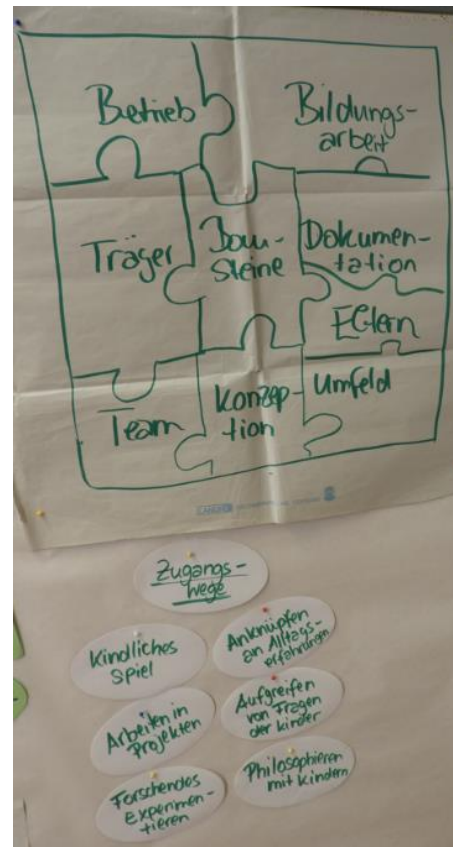 Betrieb
Bildungs-
arbeit
Träger
Bau-
steine
Dokumen-
tation
Eltern
Team
Konzep-
tion
Umfeld
Zugangs-
wege
Kindliches
Spiel
Anknüpfen
an Alltags-
erfahrungen
Arbeiten in
Projekten
Aufgreifen
von Fragen
der Kinder
Forschendes
Experimen-
tieren
Philosophieren
mit Kindern